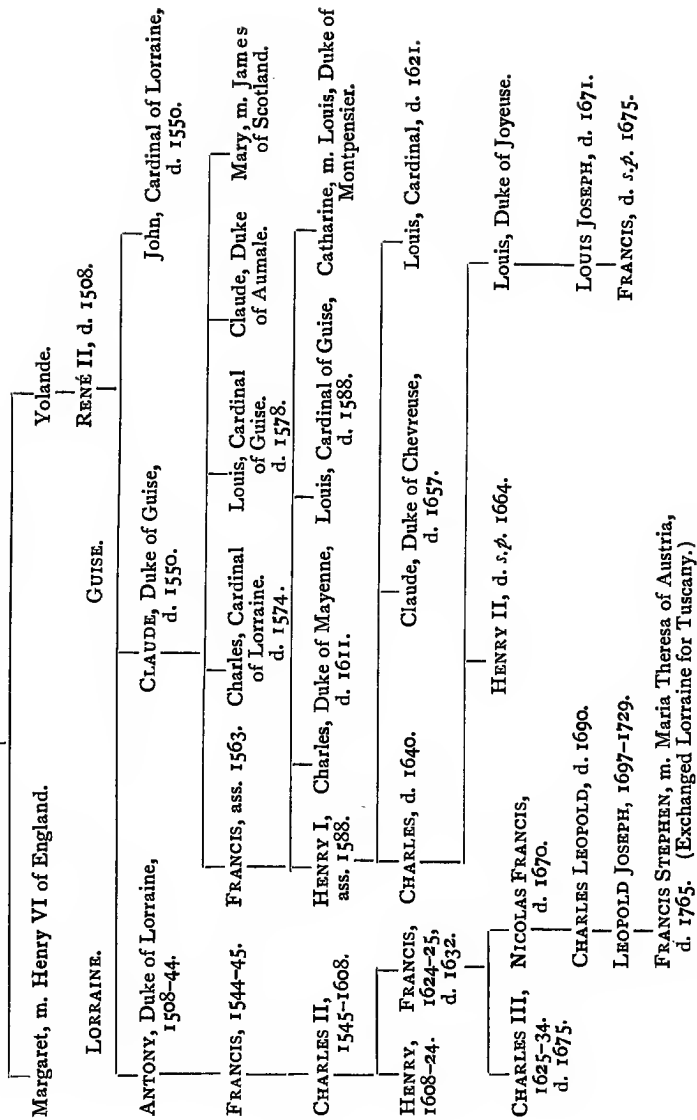 Margaret, m. Henry VI of England.
Yolande.
RENÉ II, d. 1508.
LORRAINE.
GUISE.
ANTONY, Duke of Lorraine,
1508–44.
CLAUDE, Duke of Guise,
d. 1550.
John, Cardinal of Lorraine,
d. 1550.
FRANCIS, 1544–45.
FRANCIS, ass. 1563.
Charles, Cardinal
of Lorraine.
d. 1574.
Louis, Cardinal
of Guise.
d. 1578.
Claude, Duke
of Aumale.
Mary, m. James
of Scotland.
CHARLES II,
1545–1608.
HENRY I,
ass. 1588.
Charles, Duke of Mayenne,
d. 1611.
Louis, Cardinal of Guise,
d. 1588.
Catharine, m. Louis, Duke of
Montpensier.
HENRY,
1608–24.
FRANCIS,
1624–25,
d. 1632.
CHARLES, d. 1640.
Claude, Duke of Chevreuse,
d. 1657.
Louis, Cardinal, d. 1621.
CHARLES III,
1625–34.
d. 1675.
NICOLAS FRANCIS,
d. 1670.
HENRY II, d. s.p. 1664.
Louis, Duke of Joyeuse.
CHARLES LEOPOLD, d. 1690.
LOUIS JOSEPH, d. 1671.
LEOPOLD JOSEPH, 1697–1729.
FRANCIS, d. s.p. 1675.
FRANCIS STEPHEN, m. Maria Theresa of Austria,
d. 1765. (Exchanged Lorraine for Tuscany.)